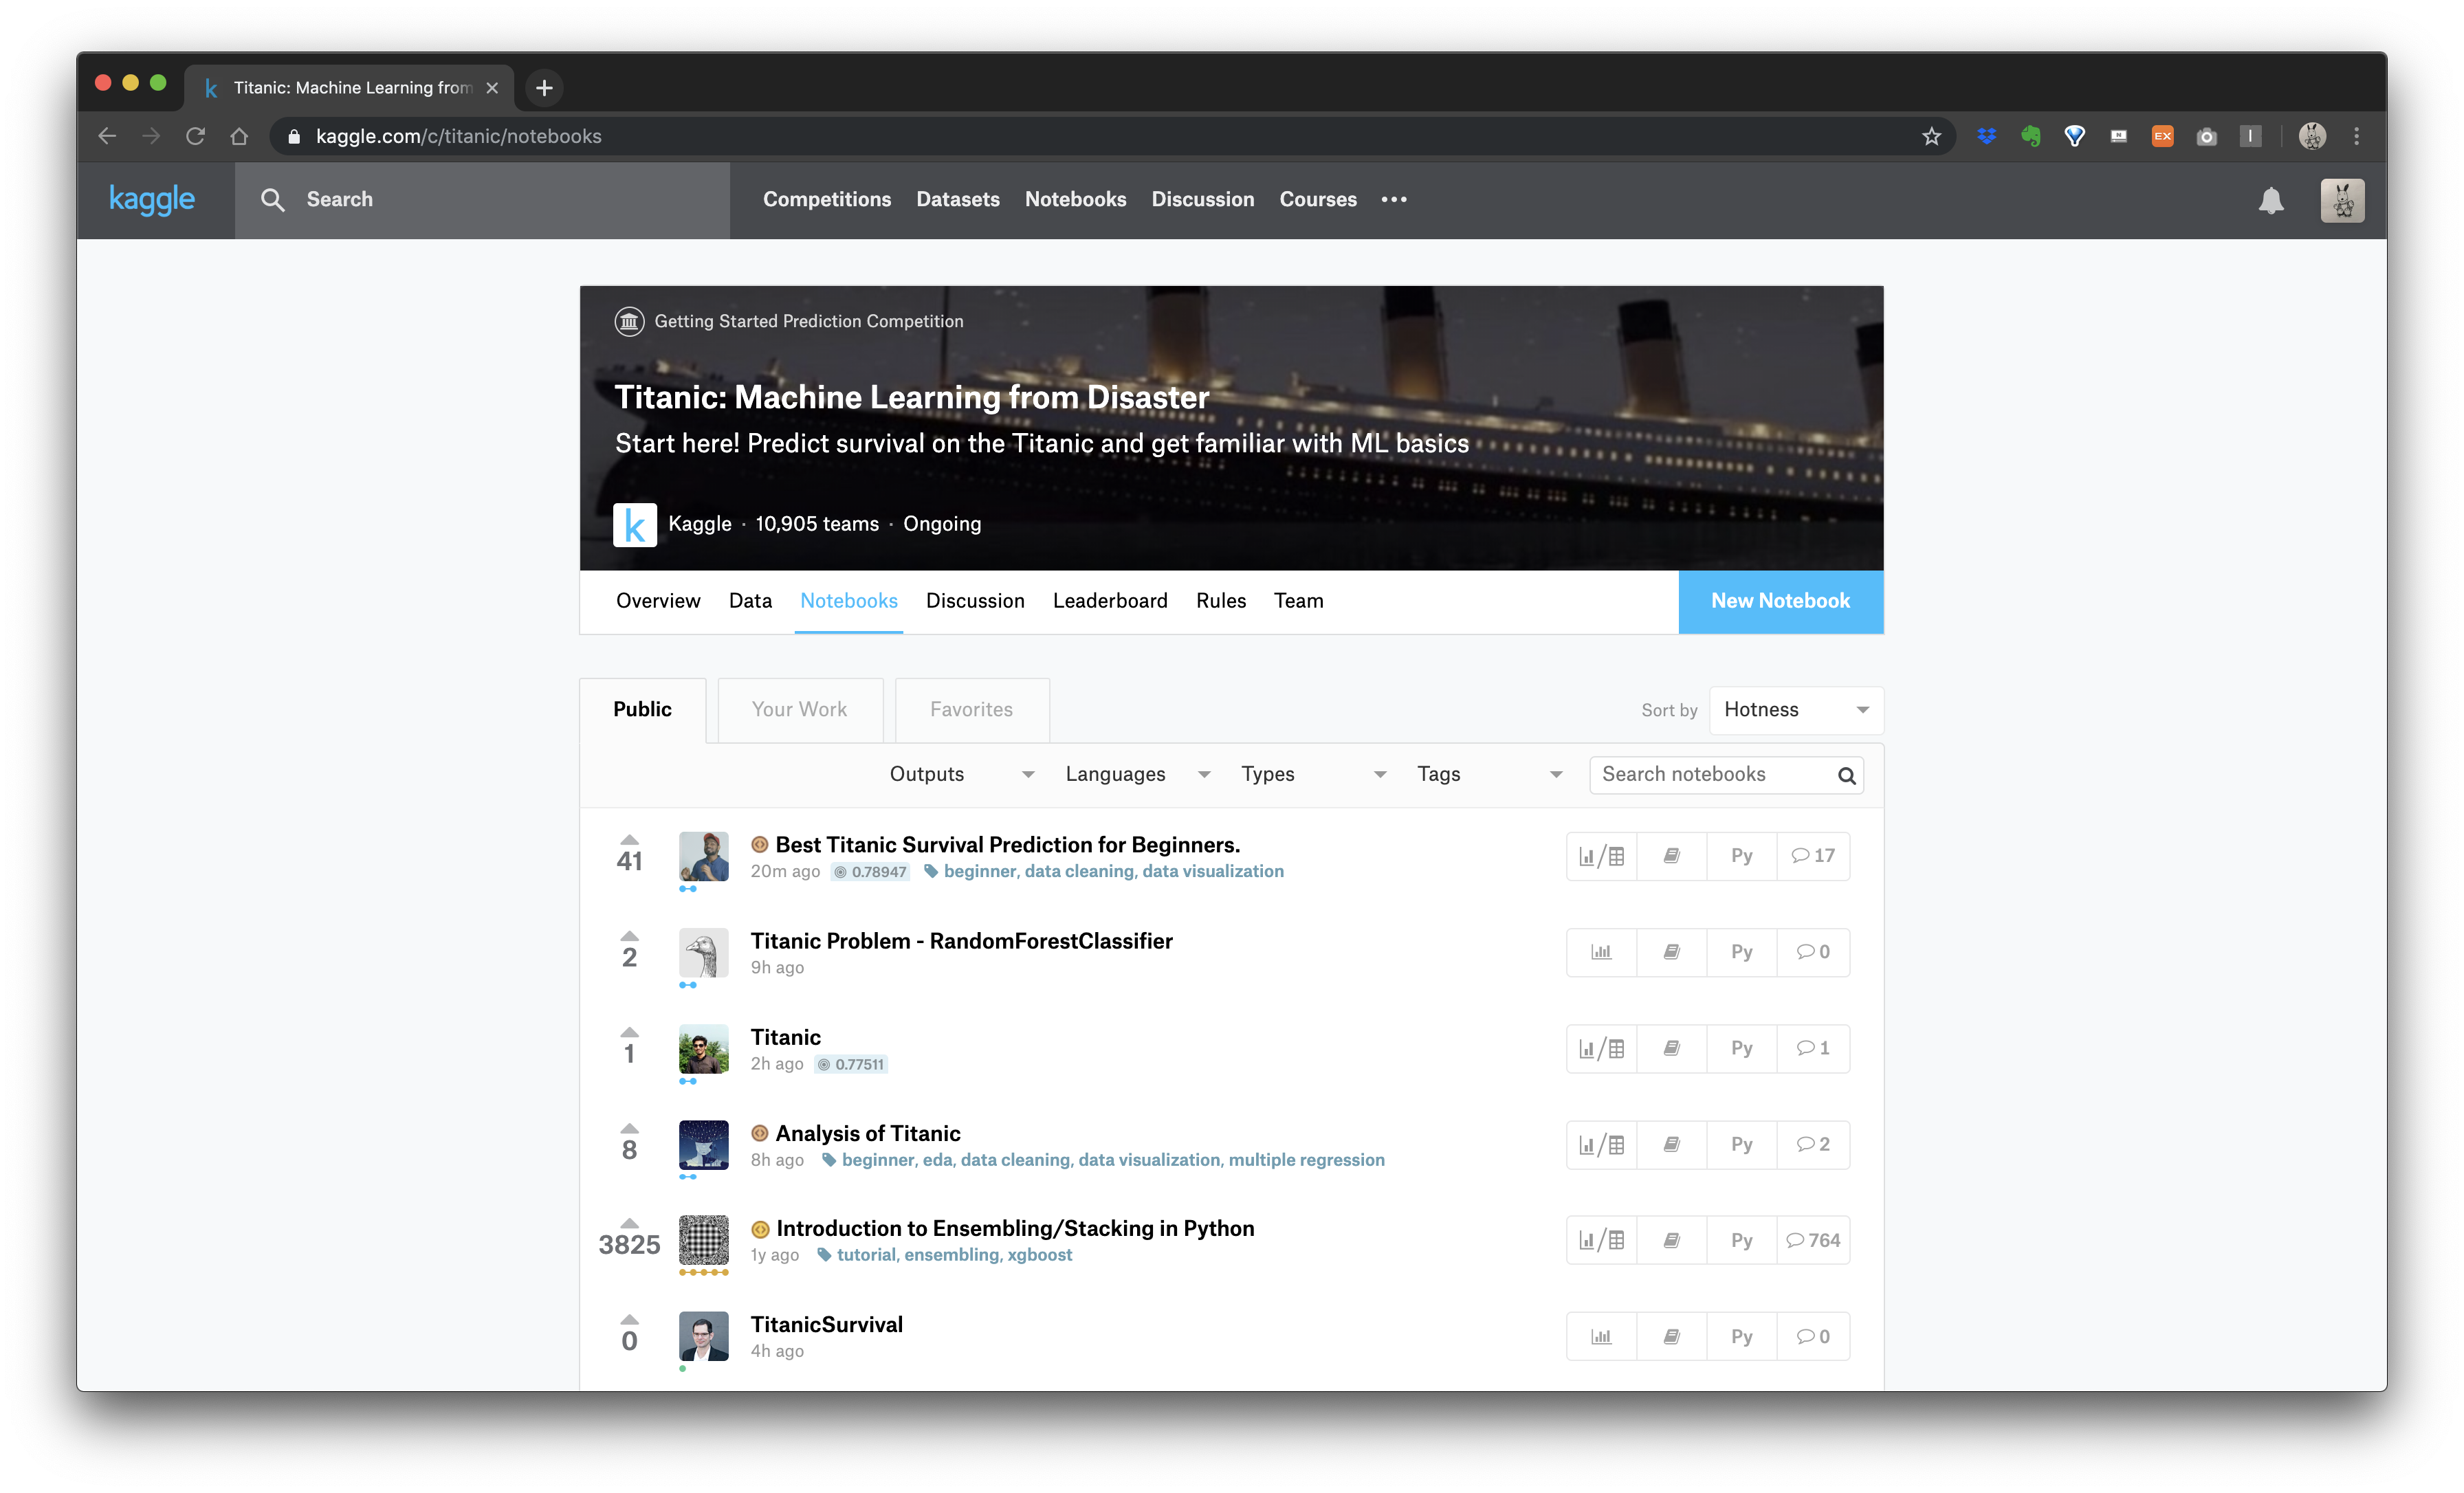 Titanic: Machine Learning from
kaggle.com/c/titanic/notebooks
EX
kaggle
Search
Competitions Datasets Notebooks Discussion Courses
Getting Started Prediction Competition
Titanic: Machine Learning from Disaster
Start here! Predict survival on the Titanic and get familiar with ML basics
k Kaggle · 10,905 teams · Ongoing
Overview Data Notebooks Discussion Leaderboard Rules Team New Notebook
Public Your Work Favorites Sort by Hotness
Outputs Languages Types Tags Search notebooks
41 Best Titanic Survival Prediction for Beginners. Py 17
20m ago 0.78947 beginner, data cleaning, data visualization
2 Titanic Problem - RandomForestClassifier Py 0
9h ago
1 Titanic Py 1
2h ago 0.77511
8 Analysis of Titanic Py 2
8h ago beginner, eda, data cleaning, data visualization, multiple regression
3825 Introduction to Ensembling/Stacking in Python Py 764
1y ago tutorial, ensembling, xgboost
0 TitanicSurvival Py 0
4h ago